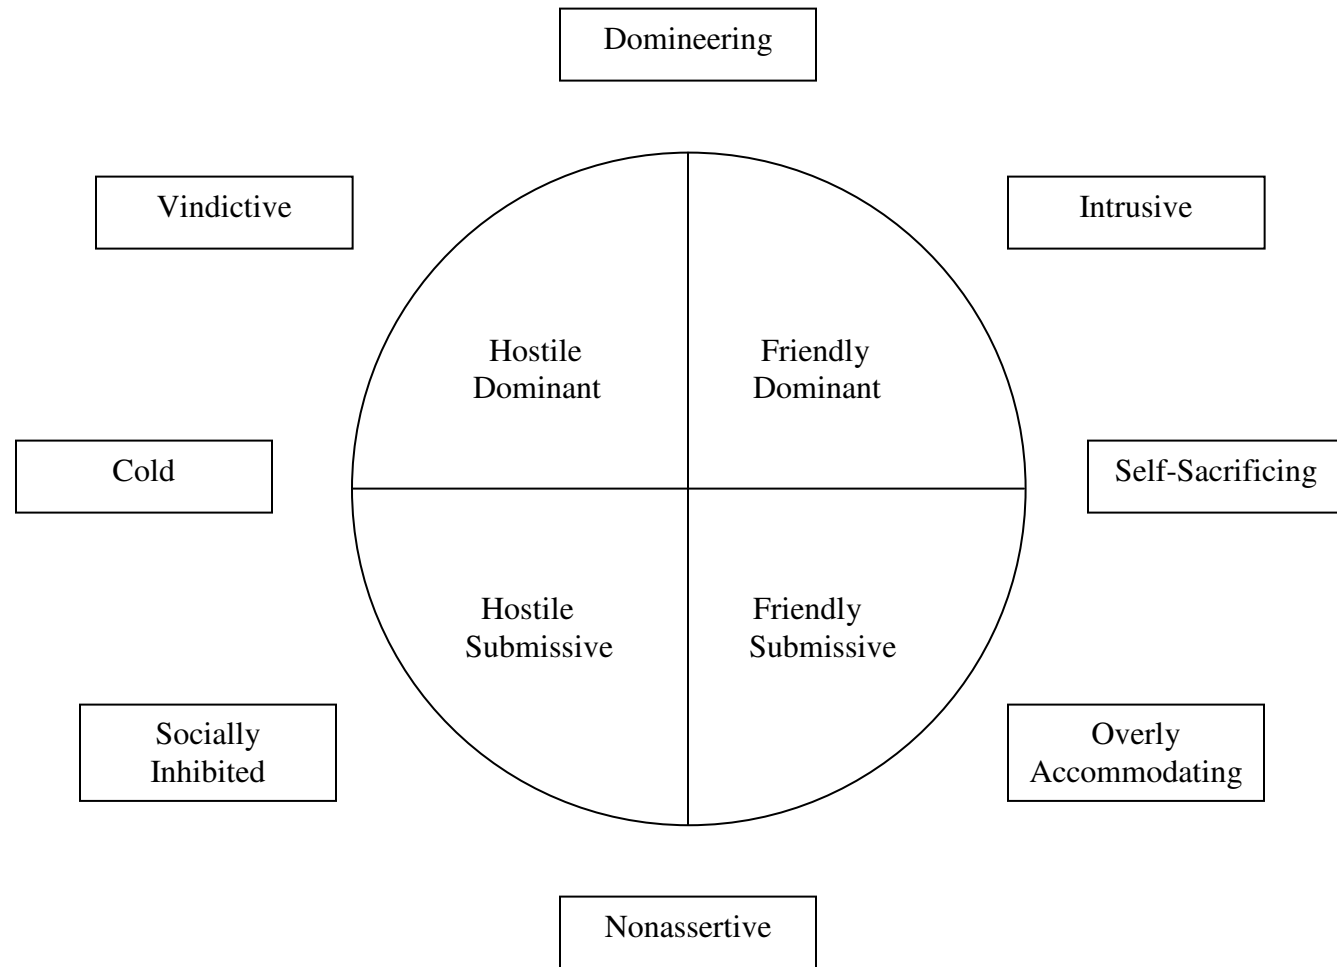 Domineering
Vindictive
Intrusive
Hostile
Dominant
Friendly
Dominant
Cold
Self-Sacrificing
Hostile
Submissive
Friendly
Submissive
Socially
Inhibited
Overly
Accommodating
Nonassertive